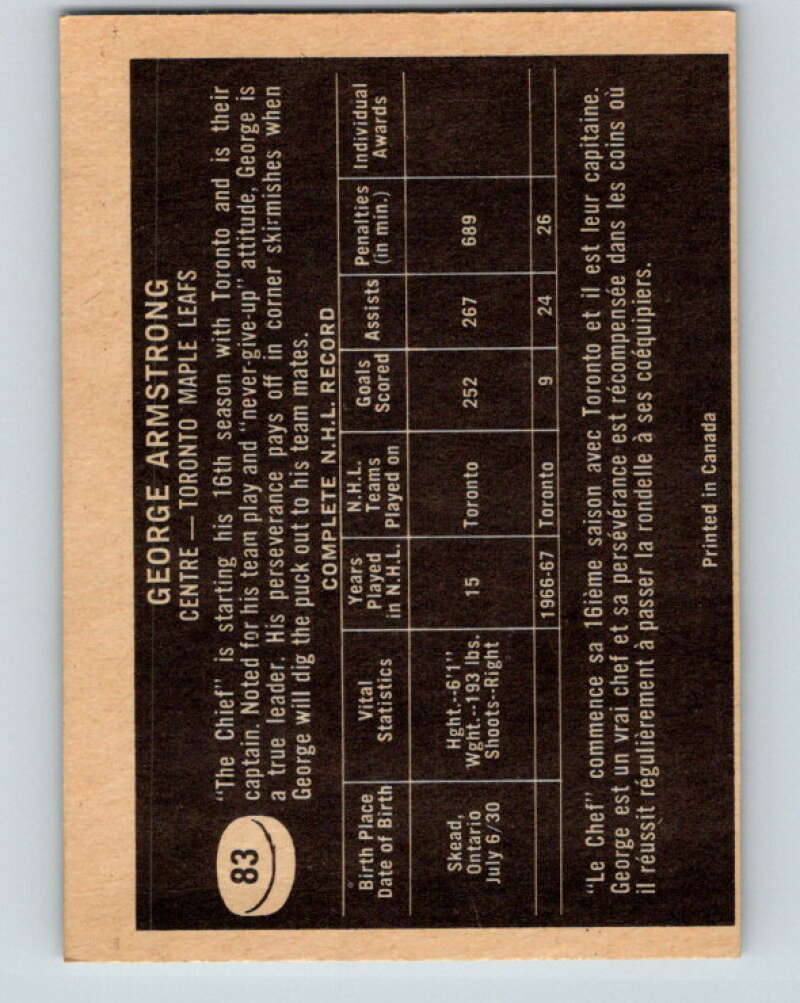 GEORGE ARMSTRONG
CENTRE — TORONTO MAPLE LEAFS
83
“The Chief” is starting his 16th season with Toronto and is their
captain. Noted for his team play and “never-give-up” attitude, George is
a true leader. His perseverance pays off in corner skirmishes when
George will dig the puck out to his team mates.
COMPLETE N.H.L. RECORD
Birth Place Date of Birth | Vital Statistics | Years Played in N.H.L. | N.H.L. Teams Played on | Goals Scored | Assists | Penalties (in min.) | Individual Awards
Skead, Ontario July 6/30 | Hght.--6'1" Wght.--193 lbs. Shoots--Right | 15 | Toronto | 252 | 267 | 689
1966-67 | Toronto | 9 | 24 | 26
“Le Chef” commence sa 16ième saison avec Toronto et il est leur capitaine.
George est un vrai chef et sa persévérance est récompensée dans les coins où
il réussit régulièrement à passer la rondelle à ses coéquipiers.
Printed in Canada